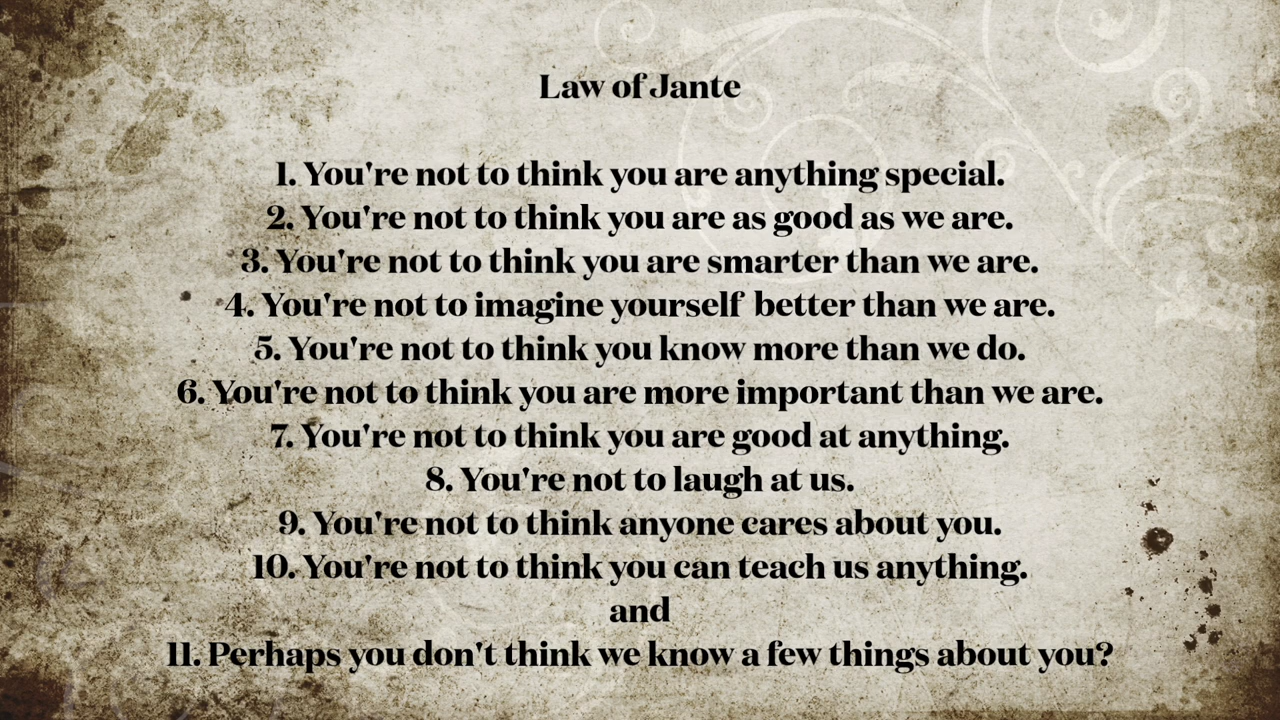 Law of Jante
1. You're not to think you are anything special.
2. You're not to think you are as good as we are.
3. You're not to think you are smarter than we are.
4. You're not to imagine yourself better than we are.
5. You're not to think you know more than we do.
6. You're not to think you are more important than we are.
7. You're not to think you are good at anything.
8. You're not to laugh at us.
9. You're not to think anyone cares about you.
10. You're not to think you can teach us anything.
and
11. Perhaps you don't think we know a few things about you?